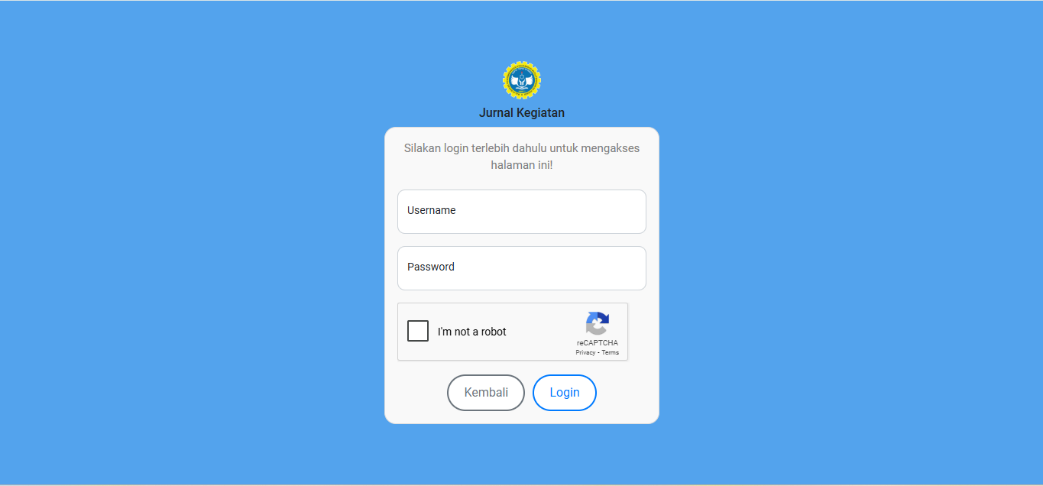 Jurnal Kegiatan
Silakan login terlebih dahulu untuk mengakses
halaman ini!
Username
Password
I'm not a robot
reCAPTCHA
Privacy - Terms
Kembali
Login